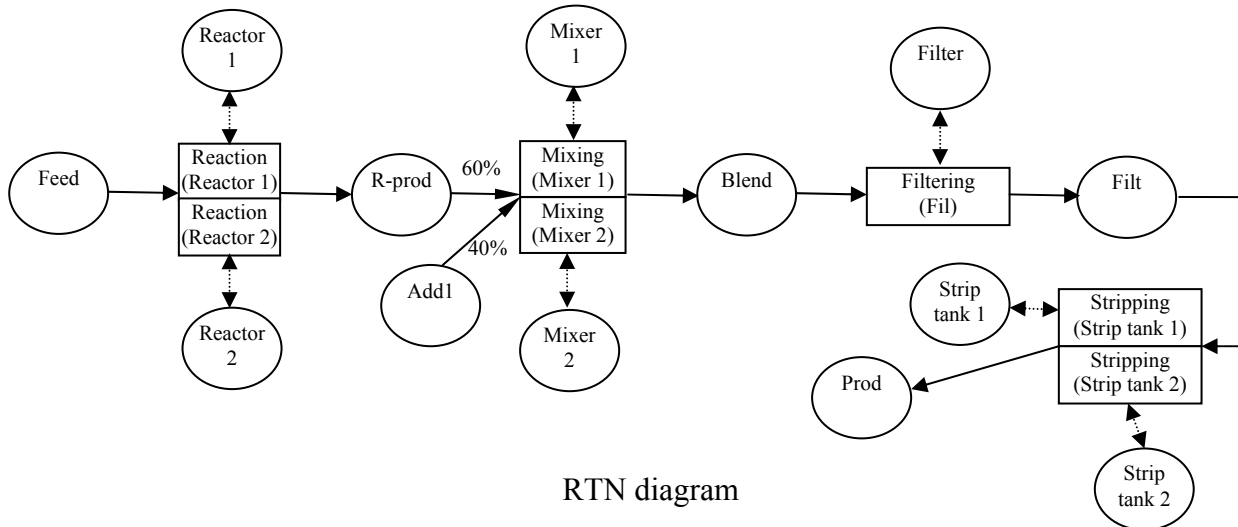 Reactor
1
Mixer
1
Filter
Feed
Reaction
(Reactor 1)
Reaction
(Reactor 2)
R-prod
60%
40%
Add1
Mixing
(Mixer 1)
Mixing
(Mixer 2)
Blend
Filtering
(Fil)
Filt
Reactor
2
Mixer
2
Strip
tank 1
Stripping
(Strip tank 1)
Stripping
(Strip tank 2)
Prod
Strip
tank 2
RTN diagram